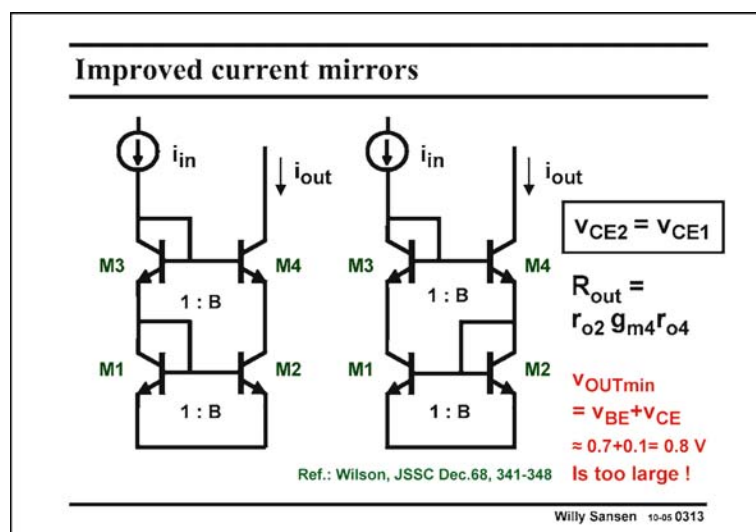 Improved current mirrors
i_in
i_out
i_in
i_out
v_CE2 = v_CE1
M3
M4
M3
M4
1 : B
1 : B
R_out =
r_o2 g_m4 r_o4
M1
M2
M1
M2
1 : B
1 : B
v_OUTmin
= v_BE+v_CE
≈ 0.7+0.1= 0.8 V
Is too large !
Ref.: Wilson, JSSC Dec.68, 341-348
Willy Sansen 10-05 0313